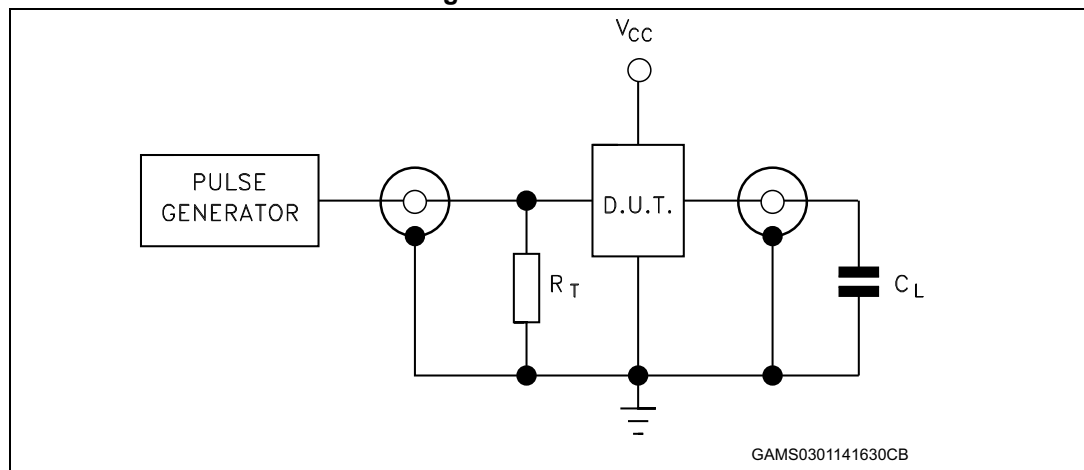 V_CC
PULSE
GENERATOR
D.U.T.
R_T
C_L
GAMS0301141630CB